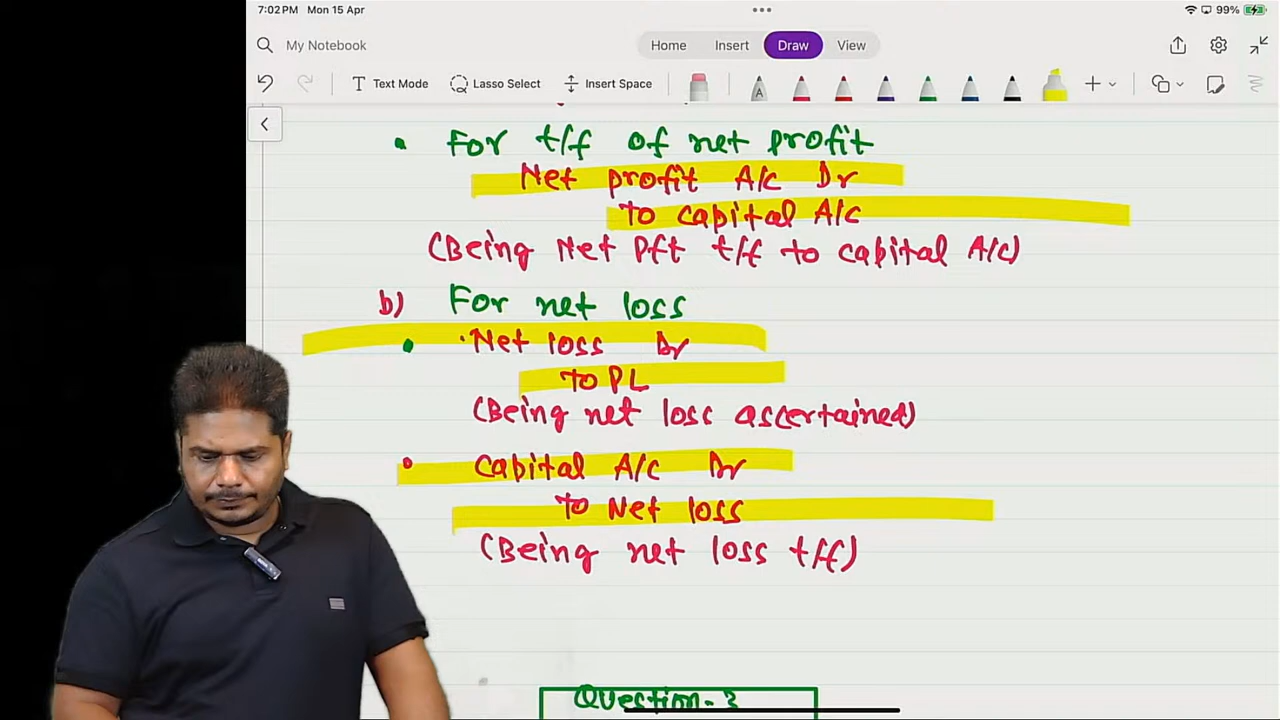 7:02 PM Mon 15 Apr
99%
My Notebook
Home Insert Draw View
Text Mode Lasso Select Insert Space
For t/f of net profit
Net profit A/c Dr
To capital A/c
(Being Net Pft t/f to capital A/c)
b) For net loss
Net loss Dr
To PL
(Being net loss ascertained)
Capital A/c Dr
To Net loss
(Being net loss t/f)
Question-3